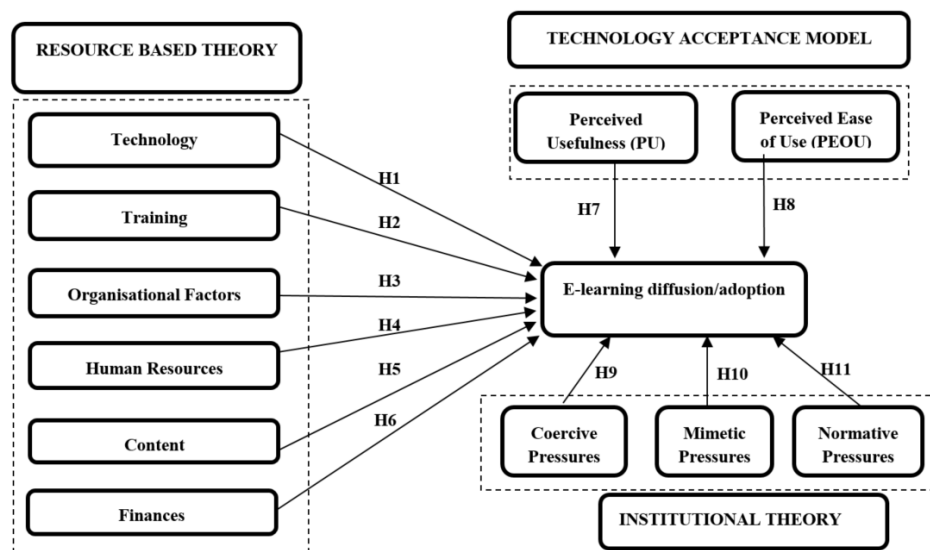 RESOURCE BASED THEORY
Technology
Training
Organisational Factors
Human Resources
Content
Finances
H1
H2
H3
H4
H5
H6
TECHNOLOGY ACCEPTANCE MODEL
Perceived
Usefulness (PU)
Perceived Ease
of Use (PEOU)
H7
H8
E-learning diffusion/adoption
H9
H10
H11
Coercive
Pressures
Mimetic
Pressures
Normative
Pressures
INSTITUTIONAL THEORY